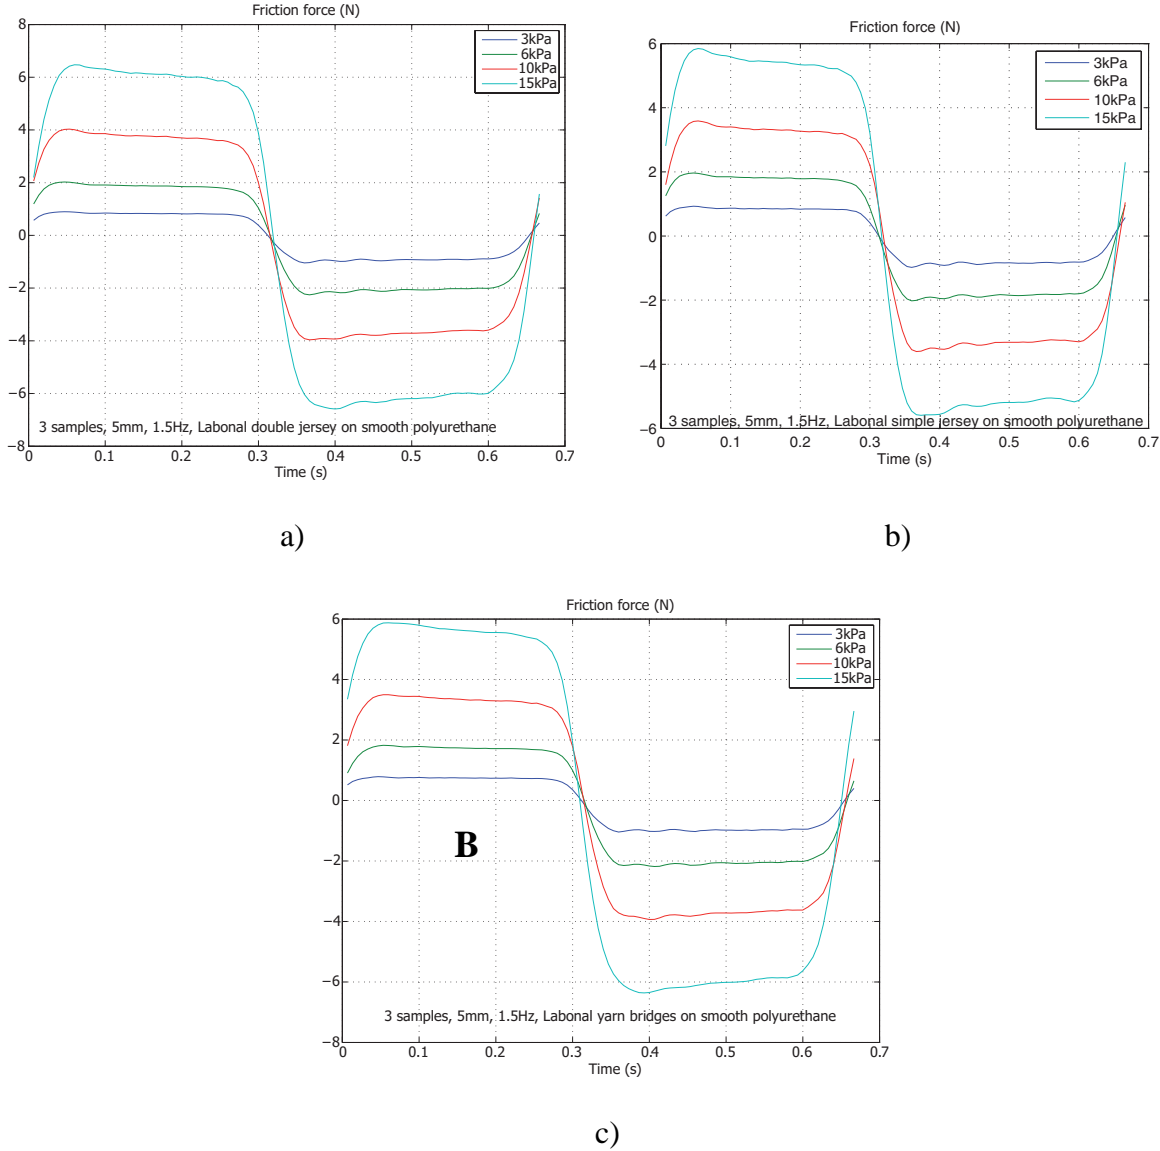 Friction force (N)
8
6
4
2
0
−2
−4
−6
−8
3kPa
6kPa
10kPa
15kPa
3 samples, 5mm, 1.5Hz, Labonal double jersey on smooth polyurethane
0 0.1 0.2 0.3 0.4 0.5 0.6 0.7
Time (s)
a)
Friction force (N)
6
4
2
0
−2
−4
−6
3kPa
6kPa
10kPa
15kPa
3 samples, 5mm, 1.5Hz, Labonal simple jersey on smooth polyurethane
0 0.1 0.2 0.3 0.4 0.5 0.6 0.7
Time (s)
b)
Friction force (N)
6
4
2
0
−2
−4
−6
−8
3kPa
6kPa
10kPa
15kPa
B
3 samples, 5mm, 1.5Hz, Labonal yarn bridges on smooth polyurethane
0 0.1 0.2 0.3 0.4 0.5 0.6 0.7
Time (s)
c)